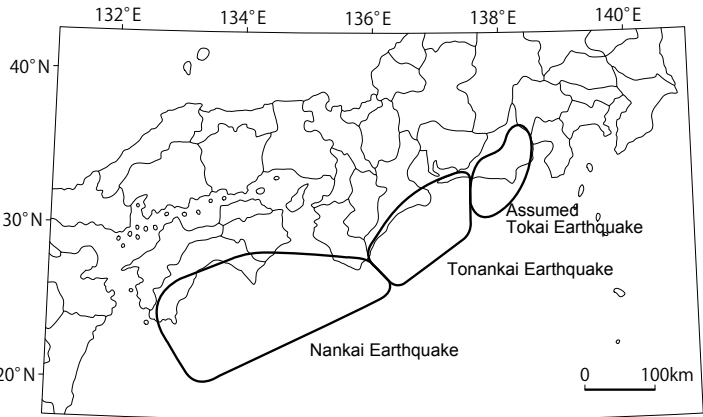 132°E 134°E 136°E 138°E 140°E
40°N
30°N
20°N
Assumed
Tokai Earthquake
Tonankai Earthquake
Nankai Earthquake
0 100km